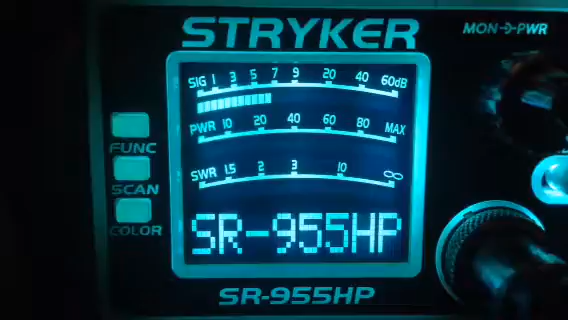 STRYKER
MON-Ә-PWR
SIG 1 3 5 7 9 20 40 60dB
PWR 10 20 40 60 80 MAX
SWR 1.5 2 3 10 ∞
FUNC
SCAN
COLOR
SR-955HP
SR-955HP